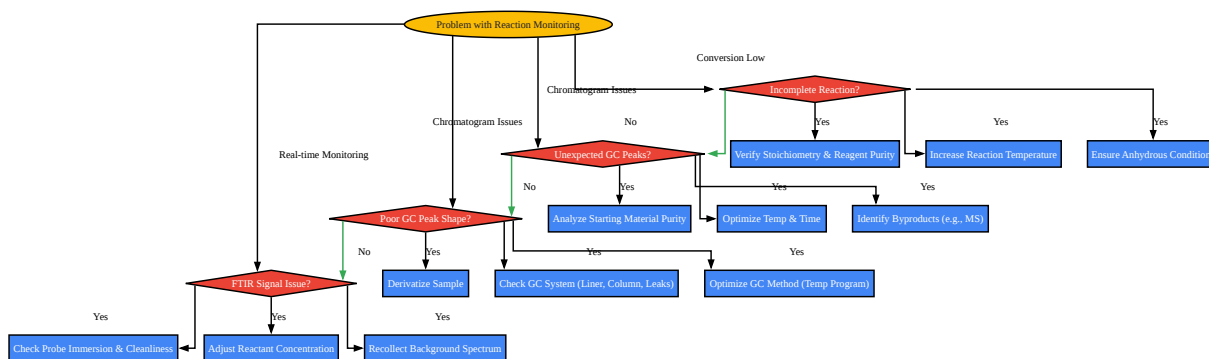 Problem with Reaction Monitoring
Conversion Low
Chromatogram Issues
Incomplete Reaction?
Chromatogram Issues
No
Yes
Yes
Yes
Real-time Monitoring
Unexpected GC Peaks?
Verify Stoichiometry & Reagent Purity
Increase Reaction Temperature
Ensure Anhydrous Condition
No
Yes
Yes
Yes
Poor GC Peak Shape?
Analyze Starting Material Purity
Optimize Temp & Time
Identify Byproducts (e.g., MS)
No
Yes
Yes
Yes
FTIR Signal Issue?
Derivatize Sample
Check GC System (Liner, Column, Leaks)
Optimize GC Method (Temp Program)
Yes
Yes
Yes
Check Probe Immersion & Cleanliness
Adjust Reactant Concentration
Recollect Background Spectrum